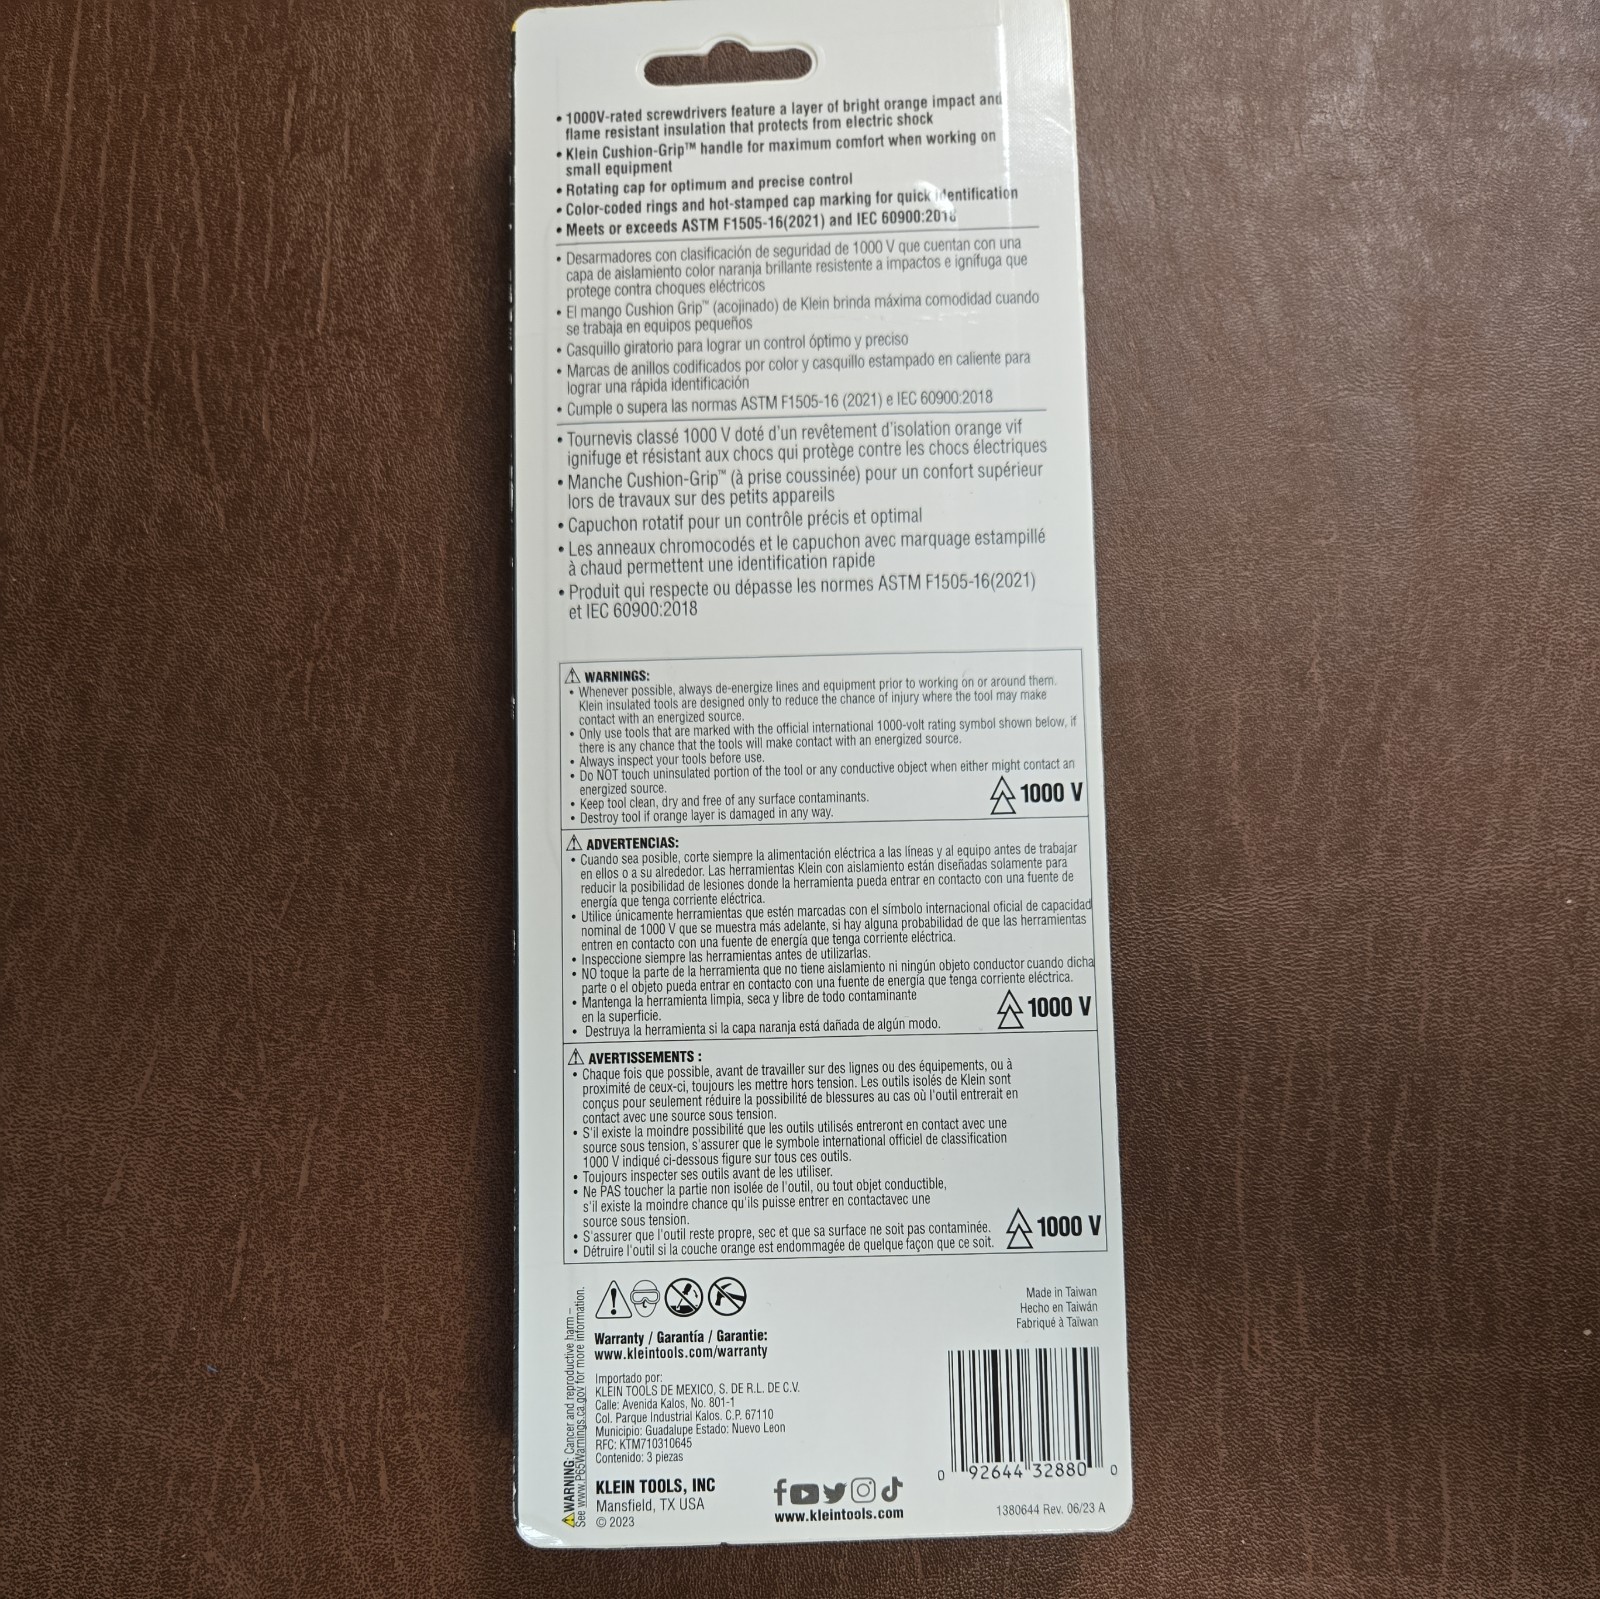 • 1000V-rated screwdrivers feature a layer of bright orange impact and
flame resistant insulation that protects from electric shock
• Klein Cushion-Grip™ handle for maximum comfort when working on
small equipment
• Rotating cap for optimum and precise control
• Color-coded rings and hot-stamped cap marking for quick identification
• Meets or exceeds ASTM F1505-16(2021) and IEC 60900:2018
• Desarmadores con clasificación de seguridad de 1000 V que cuentan con una
capa de aislamiento color naranja brillante resistente a impactos e ignífuga que
protege contra choques eléctricos
• El mango Cushion Grip™ (acojinado) de Klein brinda máxima comodidad cuando
se trabaja en equipos pequeños
• Casquillo giratorio para lograr un control óptimo y preciso
• Marcas de anillos codificados por color y casquillo estampado en caliente para
lograr una rápida identificación
• Cumple o supera las normas ASTM F1505-16 (2021) e IEC 60900:2018
• Tournevis classé 1000 V doté d'un revêtement d'isolation orange vif
ignifuge et résistant aux chocs qui protège contre les chocs électriques
• Manche Cushion-Grip™ (à prise coussinée) pour un confort supérieur
lors de travaux sur des petits appareils
• Capuchon rotatif pour un contrôle précis et optimal
• Les anneaux chromocodés et le capuchon avec marquage estampillé
à chaud permettent une identification rapide
• Produit qui respecte ou dépasse les normes ASTM F1505-16(2021)
et IEC 60900:2018
⚠ WARNINGS:
• Whenever possible, always de-energize lines and equipment prior to working on or around them.
Klein insulated tools are designed only to reduce the chance of injury where the tool may make
contact with an energized source.
• Only use tools that are marked with the official international 1000-volt rating symbol shown below, if
there is any chance that the tools will make contact with an energized source.
• Always inspect your tools before use.
• Do NOT touch uninsulated portion of the tool or any conductive object when either might contact an
energized source.
• Keep tool clean, dry and free of any surface contaminants.
• Destroy tool if orange layer is damaged in any way.
1000 V
⚠ ADVERTENCIAS:
• Cuando sea posible, corte siempre la alimentación eléctrica a las líneas y al equipo antes de trabajar
en ellos o a su alrededor. Las herramientas Klein con aislamiento están diseñadas solamente para
reducir la posibilidad de lesiones donde la herramienta pueda entrar en contacto con una fuente de
energía que tenga corriente eléctrica.
• Utilice únicamente herramientas que estén marcadas con el símbolo internacional oficial de capacidad
nominal de 1000 V que se muestra más adelante, si hay alguna probabilidad de que las herramientas
entren en contacto con una fuente de energía que tenga corriente eléctrica.
• Inspeccione siempre las herramientas antes de utilizarlas.
• NO toque la parte de la herramienta que no tiene aislamiento ni ningún objeto conductor cuando dicha
parte o el objeto pueda entrar en contacto con una fuente de energía que tenga corriente eléctrica.
• Mantenga la herramienta limpia, seca y libre de todo contaminante
en la superficie.
• Destruya la herramienta si la capa naranja está dañada de algún modo.
1000 V
⚠ AVERTISSEMENTS :
• Chaque fois que possible, avant de travailler sur des lignes ou des équipements, ou à
proximité de ceux-ci, toujours les mettre hors tension. Les outils isolés de Klein sont
conçus pour seulement réduire la possibilité de blessures au cas où l'outil entrerait en
contact avec une source sous tension.
• S'il existe la moindre possibilité que les outils utilisés entreront en contact avec une
source sous tension, s'assurer que le symbole international officiel de classification
1000 V indiqué ci-dessous figure sur tous ces outils.
• Toujours inspecter ses outils avant de les utiliser.
• Ne PAS toucher la partie non isolée de l'outil, ou tout objet conductible,
s'il existe la moindre chance qu'ils puisse entrer en contactavec une
source sous tension.
• S'assurer que l'outil reste propre, sec et que sa surface ne soit pas contaminée.
• Détruire l'outil si la couche orange est endommagée de quelque façon que ce soit.
1000 V
⚠WARNING: Cancer and reproductive harm –
See www.P65Warnings.ca.gov for more information.
Warranty / Garantía / Garantie:
www.kleintools.com/warranty
Importado por:
KLEIN TOOLS DE MEXICO, S. DE R.L. DE C.V.
Calle: Avenida Kalos, No. 801-1
Col. Parque Industrial Kalos. C.P. 67110
Municipio: Guadalupe Estado: Nuevo Leon
RFC: KTM710310645
Contenido: 3 piezas
KLEIN TOOLS, INC
Mansfield, TX USA
© 2023
www.kleintools.com
Made in Taiwan
Hecho en Taiwán
Fabriqué à Taïwan
0 92644 32880 0
1380644 Rev. 06/23 A